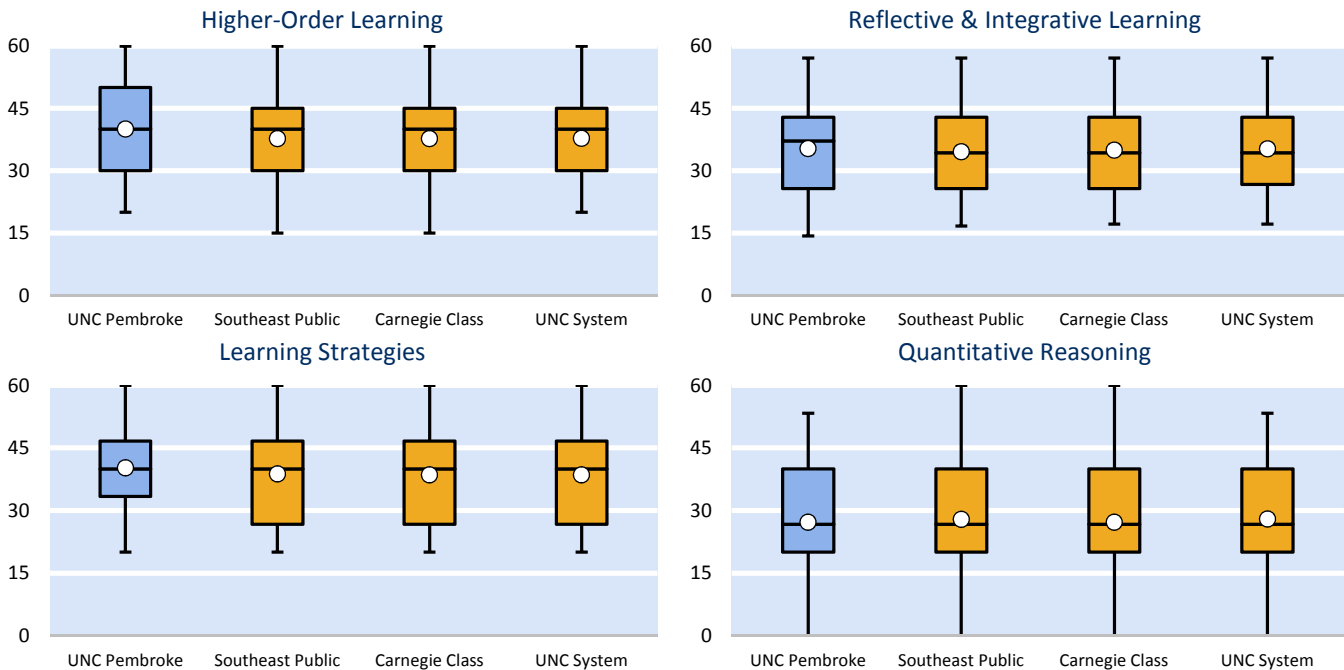 Higher-Order Learning
60
45
30
15
0
UNC Pembroke Southeast Public Carnegie Class UNC System
Reflective & Integrative Learning
60
45
30
15
0
UNC Pembroke Southeast Public Carnegie Class UNC System
Learning Strategies
60
45
30
15
0
UNC Pembroke Southeast Public Carnegie Class UNC System
Quantitative Reasoning
60
45
30
15
0
UNC Pembroke Southeast Public Carnegie Class UNC System